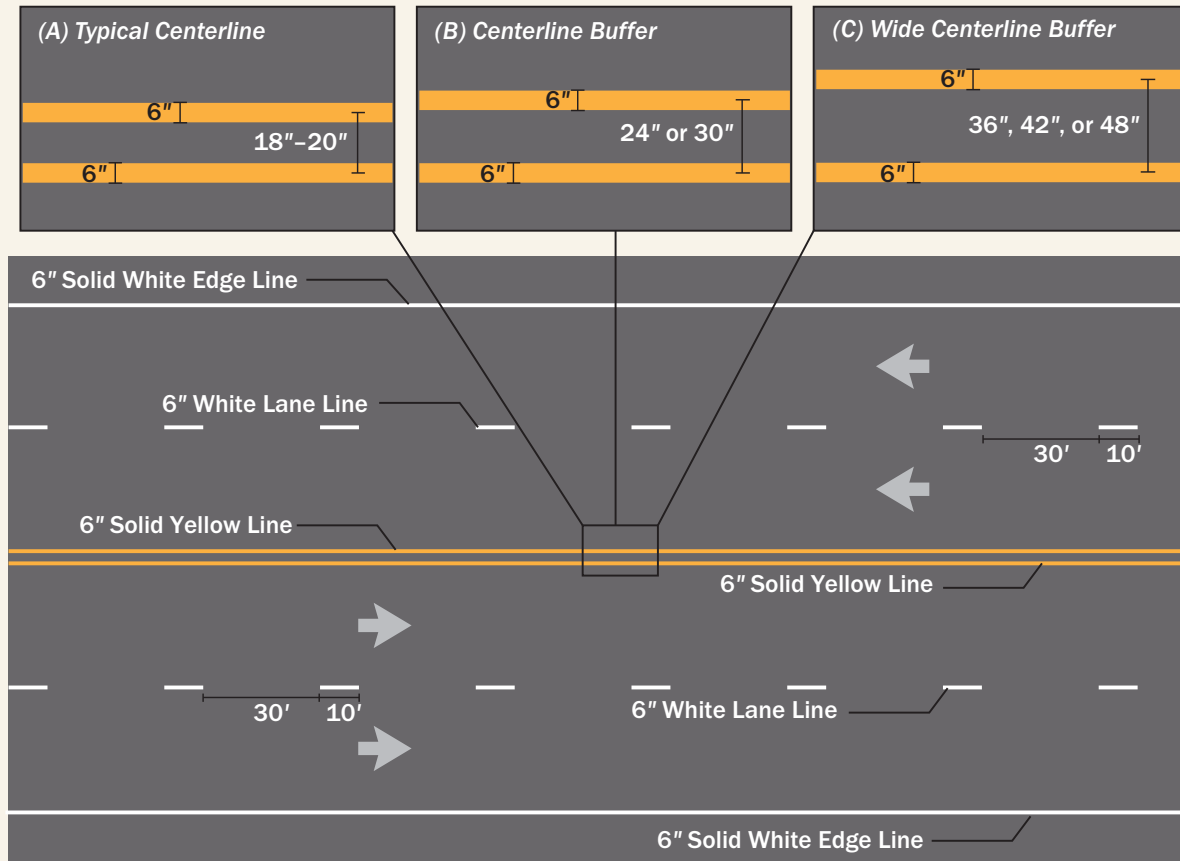 (A) Typical Centerline
6"
18"–20"
6"
(B) Centerline Buffer
6"
24" or 30"
6"
(C) Wide Centerline Buffer
6"
36", 42", or 48"
6"
6" Solid White Edge Line
6" White Lane Line
30' 10'
6" Solid Yellow Line
6" Solid Yellow Line
30' 10'
6" White Lane Line
6" Solid White Edge Line